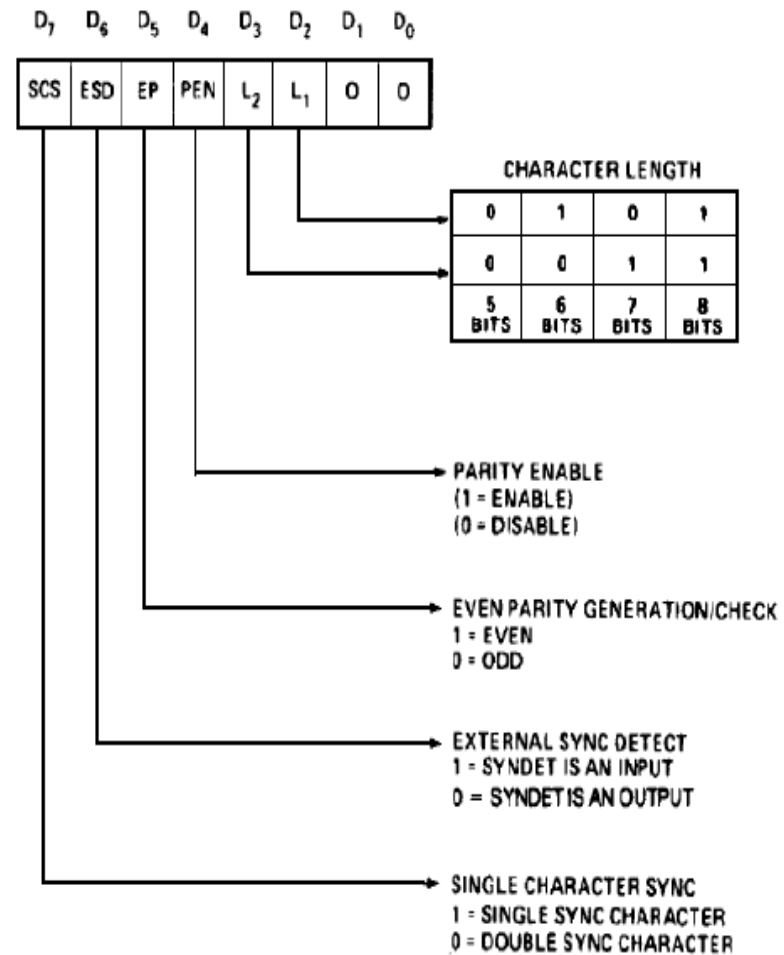 D7 D6 D5 D4 D3 D2 D1 D0
SCS ESD EP PEN L2 L1 0 0
CHARACTER LENGTH
0 1 0 1
0 0 1 1
5 BITS 6 BITS 7 BITS 8 BITS
PARITY ENABLE
(1 = ENABLE)
(0 = DISABLE)
EVEN PARITY GENERATION/CHECK
1 = EVEN
0 = ODD
EXTERNAL SYNC DETECT
1 = SYNDET IS AN INPUT
0 = SYNDET IS AN OUTPUT
SINGLE CHARACTER SYNC
1 = SINGLE SYNC CHARACTER
0 = DOUBLE SYNC CHARACTER